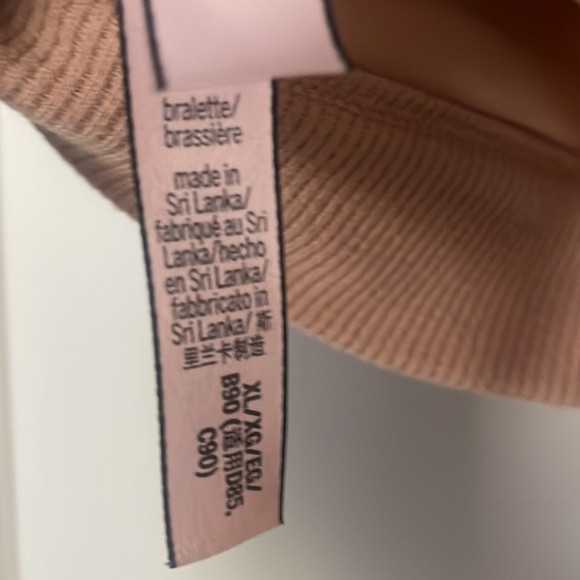 bralette/
brassière
made in
Sri Lanka/
fabriqué au Sri
Lanka/hecho
en Sri Lanka/
fabbricato in
Sri Lanka/ 斯
里兰卡制造
XL/XG/EG/
B90 (适用D85,
C90)